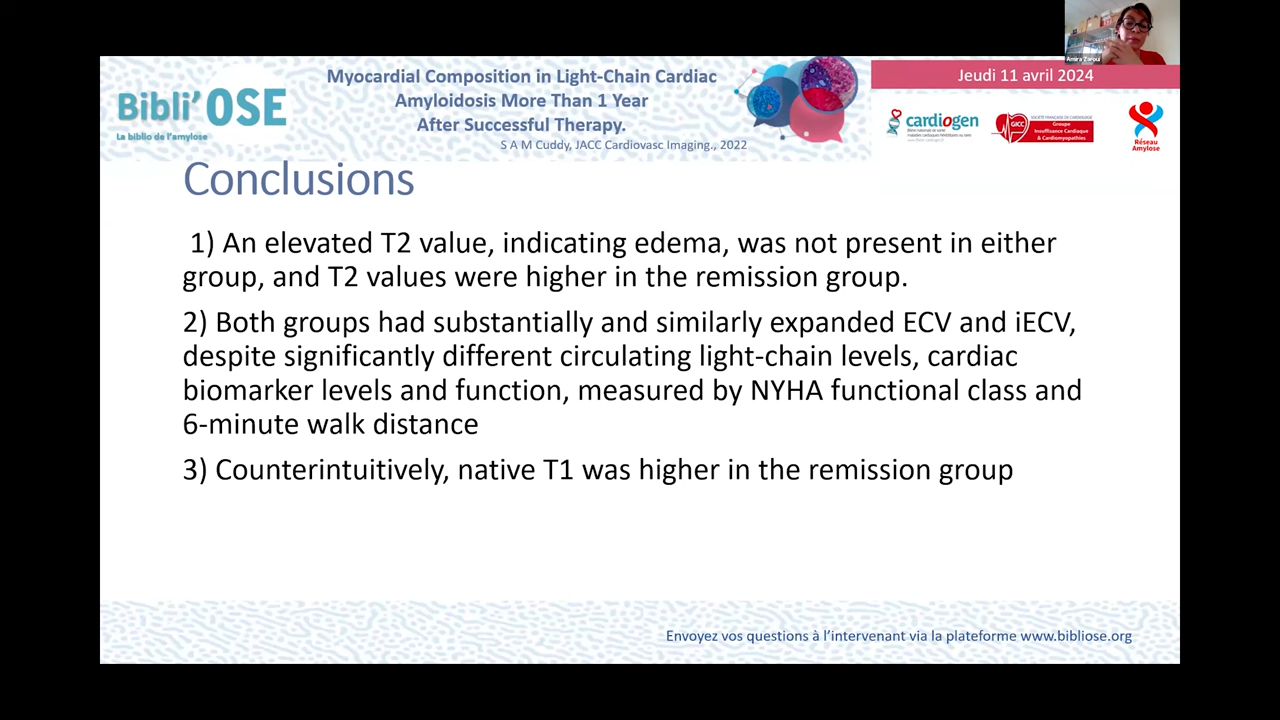 Amira Zaroui
Bibli'OSE
La biblio de l'amylose
Myocardial Composition in Light-Chain Cardiac
Amyloidosis More Than 1 Year
After Successful Therapy.
S A M Cuddy, JACC Cardiovasc Imaging., 2022
Jeudi 11 avril 2024
cardiogen
GICC
Groupe
Insuffisance Cardiaque
& Cardiomyopathies
Réseau
Amylose
Conclusions
1) An elevated T2 value, indicating edema, was not present in either
group, and T2 values were higher in the remission group.
2) Both groups had substantially and similarly expanded ECV and iECV,
despite significantly different circulating light-chain levels, cardiac
biomarker levels and function, measured by NYHA functional class and
6-minute walk distance
3) Counterintuitively, native T1 was higher in the remission group
Envoyez vos questions à l'intervenant via la plateforme www.bibliose.org